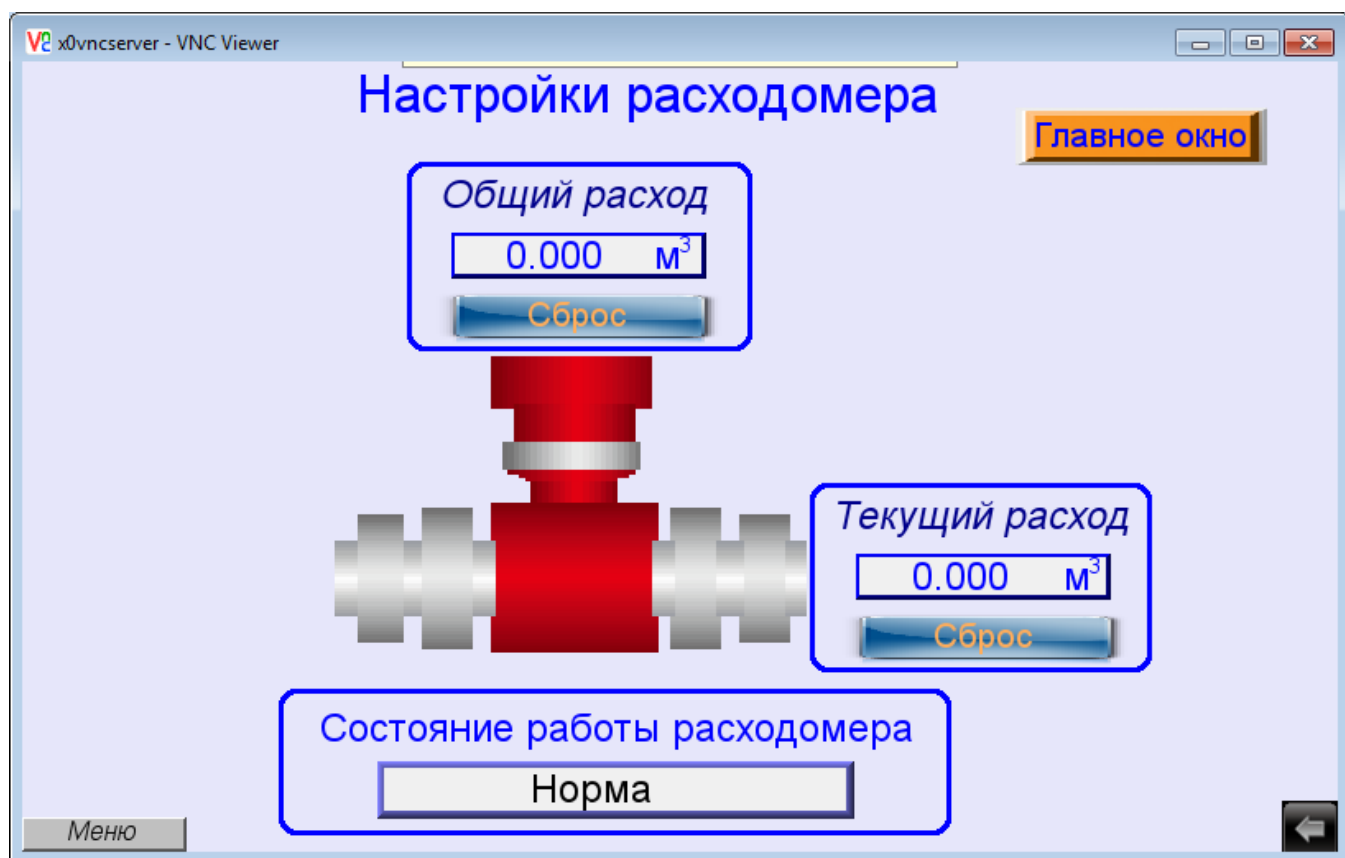 x0vncserver - VNC Viewer
Настройки расходомера
Главное окно
Общий расход
0.000 м³
Сброс
Текущий расход
0.000 м³
Сброс
Состояние работы расходомера
Норма
Меню